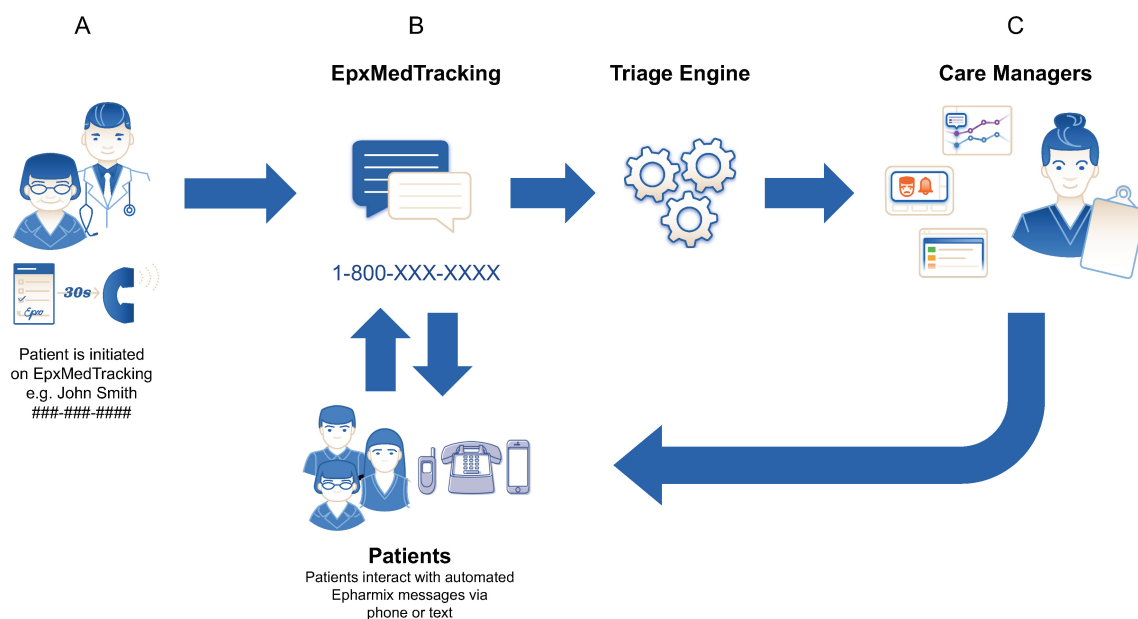 A
B
C
EpxMedTracking
Triage Engine
Care Managers
30s
Epx
1-800-XXX-XXXX
Patient is initiated
on EpxMedTracking
e.g. John Smith
###-###-####
Patients
Patients interact with automated
Epharmix messages via
phone or text